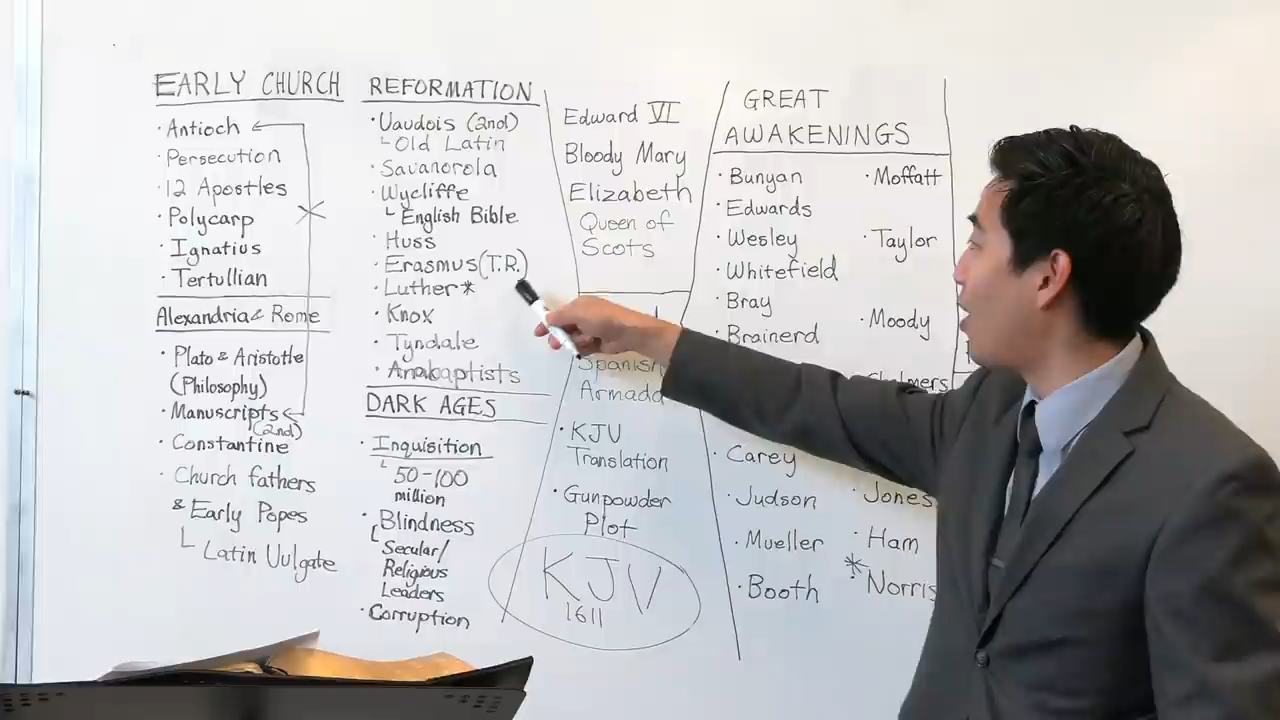 EARLY CHURCH
· Antioch
· Persecution
· 12 Apostles
· Polycarp
· Ignatius
· Tertullian
Alexandria & Rome
· Plato & Aristotle
(Philosophy)
· Manuscripts
(2nd)
· Constantine
· Church fathers
& Early Popes
Latin Vulgate
REFORMATION
· Vaudois (2nd)
Old Latin
· Savanorola
· Wycliffe
English Bible
· Huss
· Erasmus (T.R.)
· Luther *
· Knox
· Tyndale
· Anabaptists
DARK AGES
· Inquisition
50-100
million
· Blindness
Secular/
Religious
Leaders
· Corruption
Edward VI
Bloody Mary
Elizabeth
Queen of
Scots
Spanish
Armada
· KJV
Translation
· Gunpowder
Plot
KJV
1611
GREAT
AWAKENINGS
· Bunyan
· Edwards
· Wesley
· Whitefield
· Bray
· Brainerd
· Carey
· Judson
· Mueller
· Booth
· Moffatt
· Taylor
· Moody
Chalmers
· Jones
· Ham
* Norris